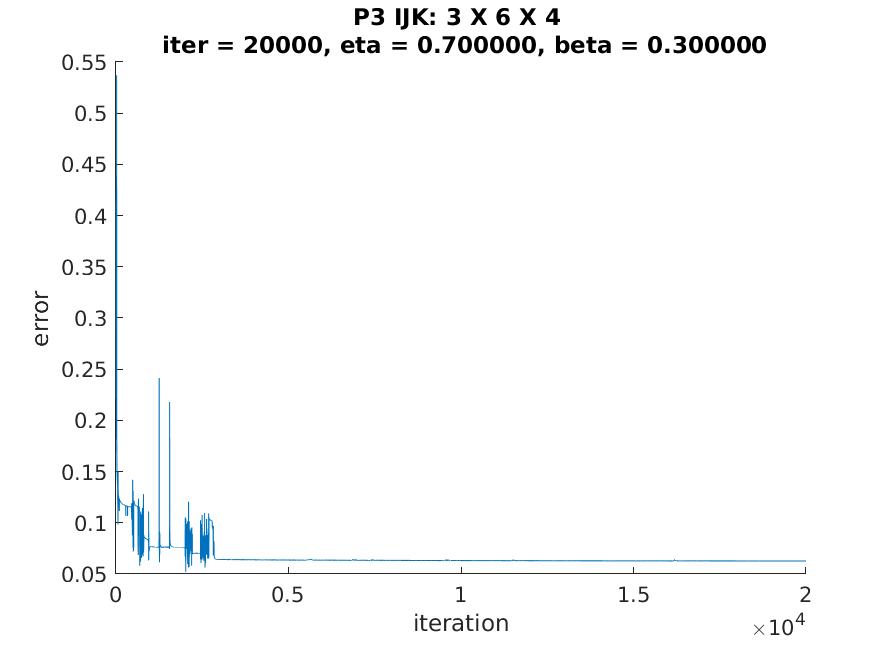 P3 IJK: 3 X 6 X 4
iter = 20000, eta = 0.700000, beta = 0.300000
0.55
0.5
0.45
0.4
0.35
0.3
0.25
0.2
0.15
0.1
0.05
error
0 0.5 1 1.5 2
iteration
×10⁴